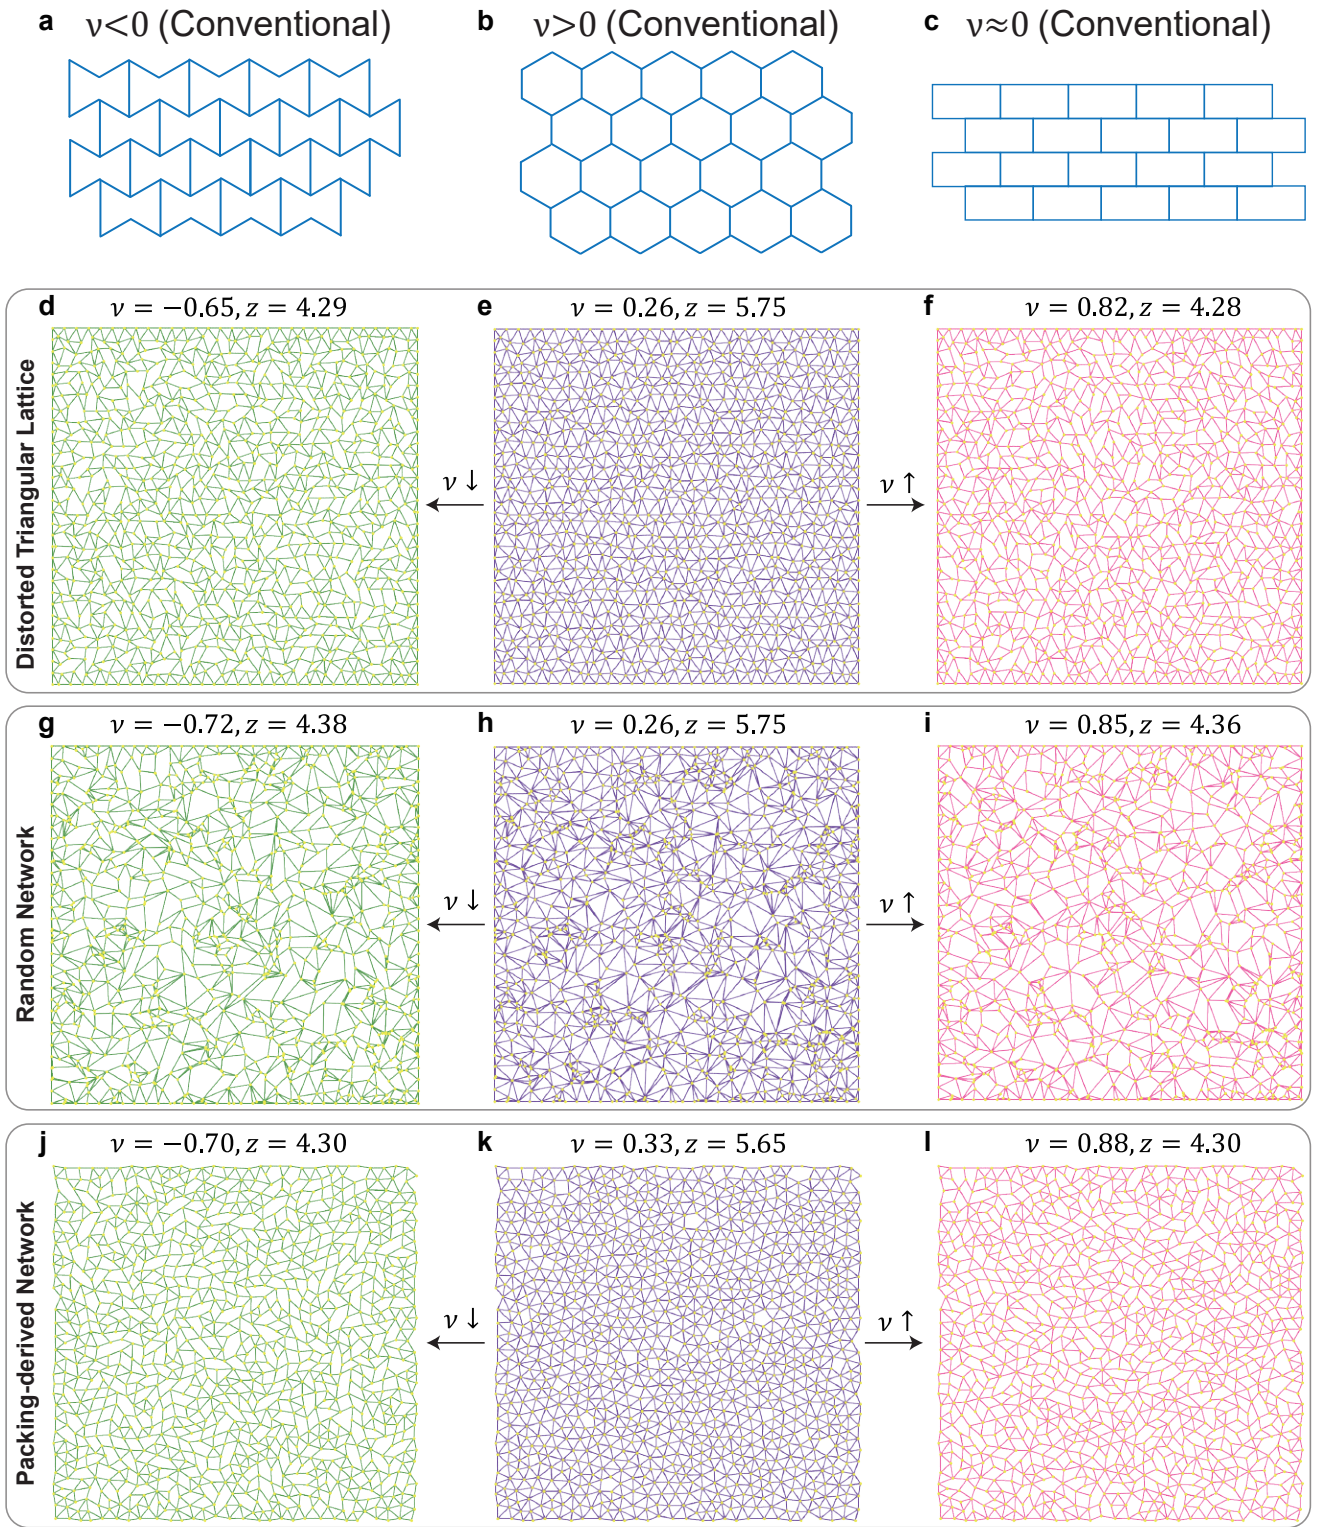 a ν<0 (Conventional)
b ν>0 (Conventional)
c ν≈0 (Conventional)
Distorted Triangular Lattice
d ν = −0.65, z = 4.29
e ν = 0.26, z = 5.75
f ν = 0.82, z = 4.28
ν ↓
ν ↑
Random Network
g ν = −0.72, z = 4.38
h ν = 0.26, z = 5.75
i ν = 0.85, z = 4.36
ν ↓
ν ↑
Packing-derived Network
j ν = −0.70, z = 4.30
k ν = 0.33, z = 5.65
l ν = 0.88, z = 4.30
ν ↓
ν ↑